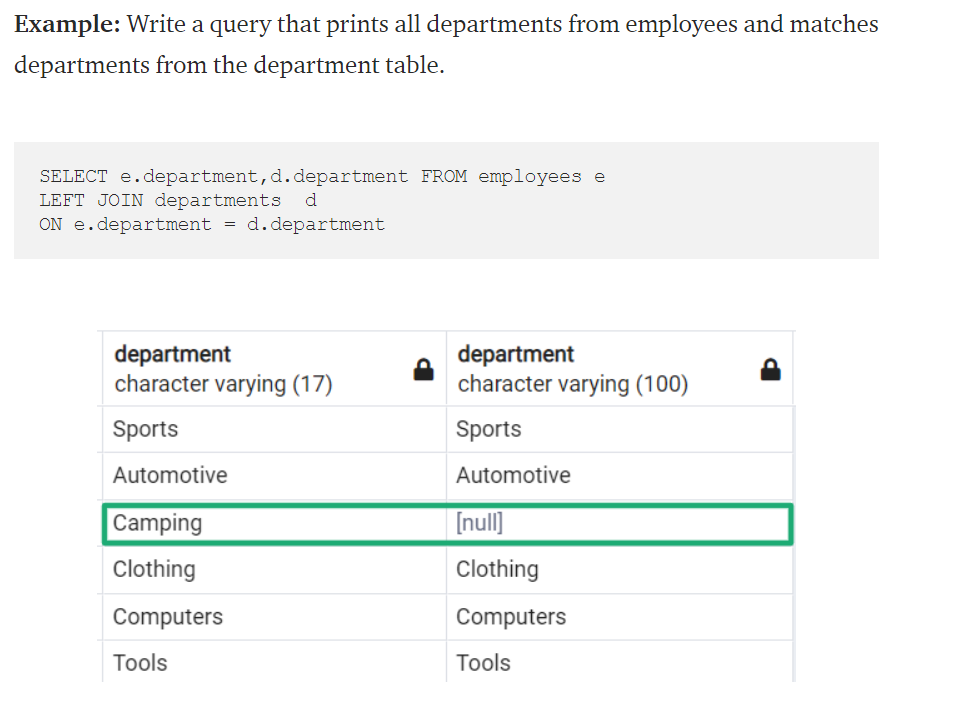 Example: Write a query that prints all departments from employees and matches
departments from the department table.
SELECT e.department,d.department FROM employees e
LEFT JOIN departments  d
ON e.department = d.department
department department
character varying (17) character varying (100)
Sports Sports
Automotive Automotive
Camping [null]
Clothing Clothing
Computers Computers
Tools Tools